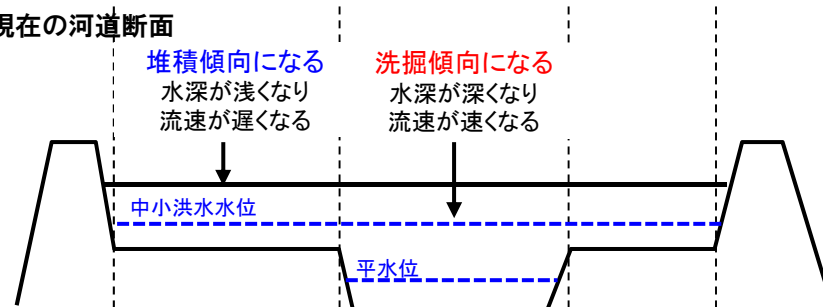 現在の河道断面
堆積傾向になる
水深が浅くなり
流速が遅くなる
洗掘傾向になる
水深が深くなり
流速が速くなる
中小洪水水位
平水位